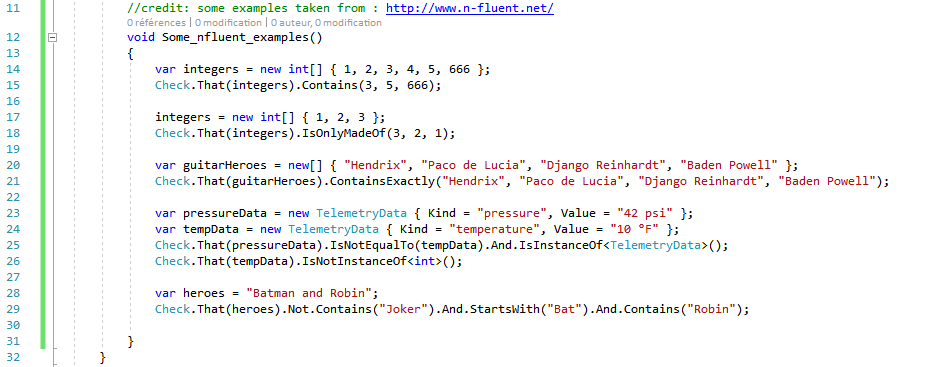 11 //credit: some examples taken from : http://www.n-fluent.net/
0 références | 0 modification | 0 auteur, 0 modification
12 void Some_nfluent_examples()
13 {
14 var integers = new int[] { 1, 2, 3, 4, 5, 666 };
15 Check.That(integers).Contains(3, 5, 666);
16
17 integers = new int[] { 1, 2, 3 };
18 Check.That(integers).IsOnlyMadeOf(3, 2, 1);
19
20 var guitarHeroes = new[] { "Hendrix", "Paco de Lucia", "Django Reinhardt", "Baden Powell" };
21 Check.That(guitarHeroes).ContainsExactly("Hendrix", "Paco de Lucia", "Django Reinhardt", "Baden Powell");
22
23 var pressureData = new TelemetryData { Kind = "pressure", Value = "42 psi" };
24 var tempData = new TelemetryData { Kind = "temperature", Value = "10 °F" };
25 Check.That(pressureData).IsNotEqualTo(tempData).And.IsInstanceOf<TelemetryData>();
26 Check.That(tempData).IsNotInstanceOf<int>();
27
28 var heroes = "Batman and Robin";
29 Check.That(heroes).Not.Contains("Joker").And.StartsWith("Bat").And.Contains("Robin");
30
31 }
32 }